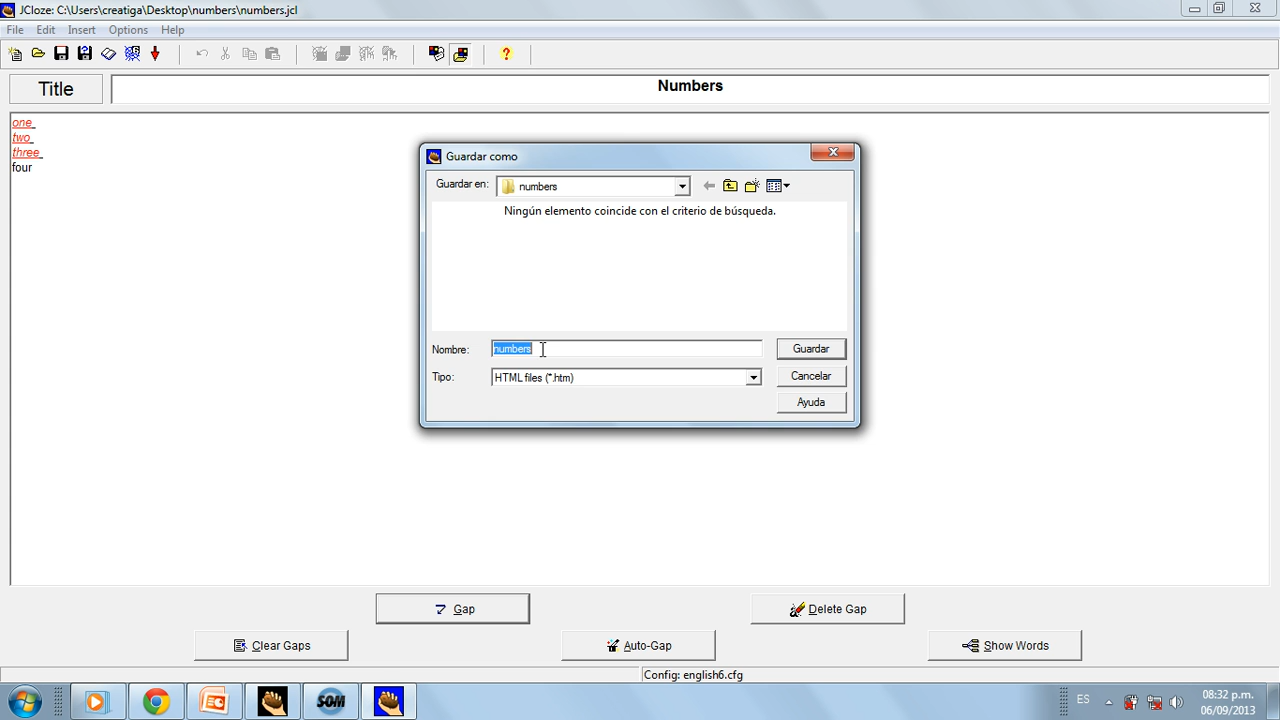 JCloze: C:\Users\creatiga\Desktop\numbers\numbers.jcl
File Edit Insert Options Help
Title
Numbers
one
two
three
four
Guardar como
Guardar en: numbers
Ningún elemento coincide con el criterio de búsqueda.
Nombre: numbers Guardar
Tipo: HTML files (*.htm) Cancelar
Ayuda
Gap Delete Gap
Clear Gaps Auto-Gap Show Words
Config: english6.cfg
SOM
ES
08:32 p.m.
06/09/2013